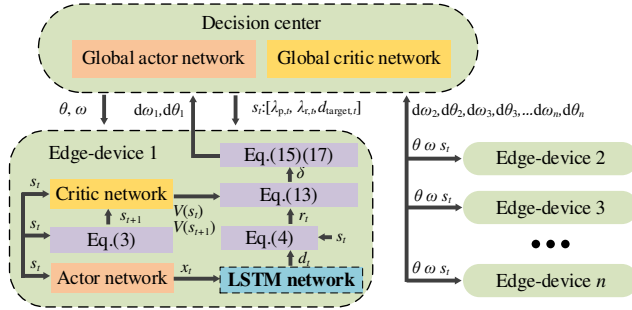 Decision center
Global actor network
Global critic network
θ, ω
dω₁,dθ₁
sₜ:[λₚ,ₜ, λᵣ,ₜ,d_target,ₜ]
dω₂,dθ₂,dω₃,dθ₃,...dωₙ,dθₙ
Edge-device 1
Eq.(15)(17)
δ
sₜ
Critic network
V(sₜ)
V(sₜ₊₁)
Eq.(13)
sₜ₊₁
rₜ
sₜ
Eq.(3)
Eq.(4)
sₜ
sₜ
Actor network
xₜ
dₜ
LSTM network
θ ω sₜ
Edge-device 2
θ ω sₜ
Edge-device 3
•••
θ ω sₜ
Edge-device n